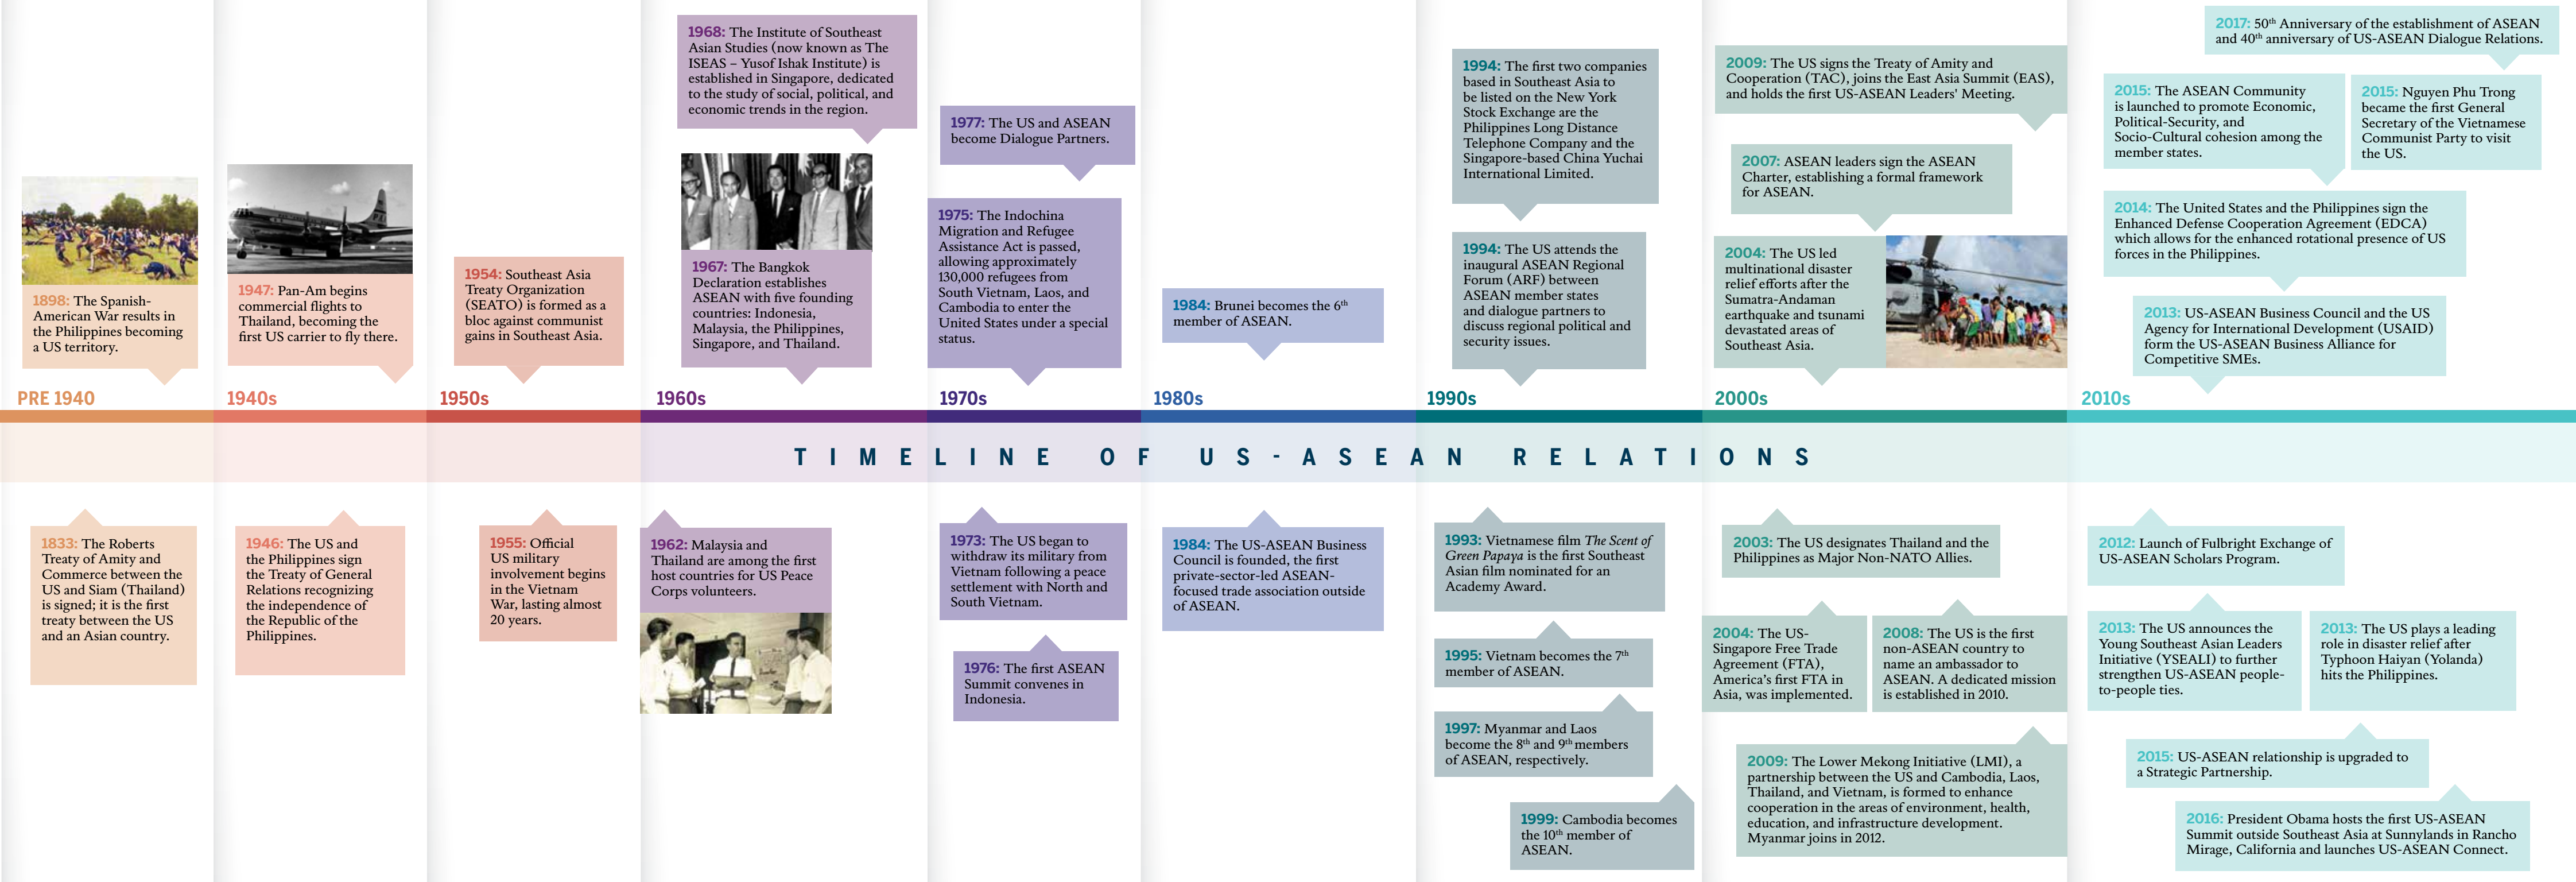 1898: The Spanish-
American War results in
the Philippines becoming
a US territory.
PRE 1940
1947: Pan-Am begins
commercial flights to
Thailand, becoming the
first US carrier to fly there.
1940s
1954: Southeast Asia
Treaty Organization
(SEATO) is formed as a
bloc against communist
gains in Southeast Asia.
1950s
1968: The Institute of Southeast
Asian Studies (now known as The
ISEAS – Yusof Ishak Institute) is
established in Singapore, dedicated
to the study of social, political, and
economic trends in the region.
1967: The Bangkok
Declaration establishes
ASEAN with five founding
countries: Indonesia,
Malaysia, the Philippines,
Singapore, and Thailand.
1960s
1977: The US and ASEAN
become Dialogue Partners.
1975: The Indochina
Migration and Refugee
Assistance Act is passed,
allowing approximately
130,000 refugees from
South Vietnam, Laos, and
Cambodia to enter the
United States under a special
status.
1970s
1984: Brunei becomes the 6th
member of ASEAN.
1980s
1994: The first two companies
based in Southeast Asia to
be listed on the New York
Stock Exchange are the
Philippines Long Distance
Telephone Company and the
Singapore-based China Yuchai
International Limited.
1994: The US attends the
inaugural ASEAN Regional
Forum (ARF) between
ASEAN member states
and dialogue partners to
discuss regional political and
security issues.
1990s
2009: The US signs the Treaty of Amity and
Cooperation (TAC), joins the East Asia Summit (EAS),
and holds the first US-ASEAN Leaders' Meeting.
2007: ASEAN leaders sign the ASEAN
Charter, establishing a formal framework
for ASEAN.
2004: The US led
multinational disaster
relief efforts after the
Sumatra-Andaman
earthquake and tsunami
devastated areas of
Southeast Asia.
2000s
2017: 50th Anniversary of the establishment of ASEAN
and 40th anniversary of US-ASEAN Dialogue Relations.
2015: The ASEAN Community
is launched to promote Economic,
Political-Security, and
Socio-Cultural cohesion among the
member states.
2015: Nguyen Phu Trong
became the first General
Secretary of the Vietnamese
Communist Party to visit
the US.
2014: The United States and the Philippines sign the
Enhanced Defense Cooperation Agreement (EDCA)
which allows for the enhanced rotational presence of US
forces in the Philippines.
2013: US-ASEAN Business Council and the US
Agency for International Development (USAID)
form the US-ASEAN Business Alliance for
Competitive SMEs.
2010s
TIMELINE OF US-ASEAN RELATIONS
1833: The Roberts
Treaty of Amity and
Commerce between the
US and Siam (Thailand)
is signed; it is the first
treaty between the US
and an Asian country.
1946: The US and
the Philippines sign
the Treaty of General
Relations recognizing
the independence of
the Republic of the
Philippines.
1955: Official
US military
involvement begins
in the Vietnam
War, lasting almost
20 years.
1962: Malaysia and
Thailand are among the first
host countries for US Peace
Corps volunteers.
1973: The US began to
withdraw its military from
Vietnam following a peace
settlement with North and
South Vietnam.
1976: The first ASEAN
Summit convenes in
Indonesia.
1984: The US-ASEAN Business
Council is founded, the first
private-sector-led ASEAN-
focused trade association outside
of ASEAN.
1993: Vietnamese film The Scent of
Green Papaya is the first Southeast
Asian film nominated for an
Academy Award.
1995: Vietnam becomes the 7th
member of ASEAN.
1997: Myanmar and Laos
become the 8th and 9th members
of ASEAN, respectively.
1999: Cambodia becomes
the 10th member of
ASEAN.
2003: The US designates Thailand and the
Philippines as Major Non-NATO Allies.
2004: The US-
Singapore Free Trade
Agreement (FTA),
America's first FTA in
Asia, was implemented.
2008: The US is the first
non-ASEAN country to
name an ambassador to
ASEAN. A dedicated mission
is established in 2010.
2009: The Lower Mekong Initiative (LMI), a
partnership between the US and Cambodia, Laos,
Thailand, and Vietnam, is formed to enhance
cooperation in the areas of environment, health,
education, and infrastructure development.
Myanmar joins in 2012.
2012: Launch of Fulbright Exchange of
US-ASEAN Scholars Program.
2013: The US announces the
Young Southeast Asian Leaders
Initiative (YSEALI) to further
strengthen US-ASEAN people-
to-people ties.
2013: The US plays a leading
role in disaster relief after
Typhoon Haiyan (Yolanda)
hits the Philippines.
2015: US-ASEAN relationship is upgraded to
a Strategic Partnership.
2016: President Obama hosts the first US-ASEAN
Summit outside Southeast Asia at Sunnylands in Rancho
Mirage, California and launches US-ASEAN Connect.